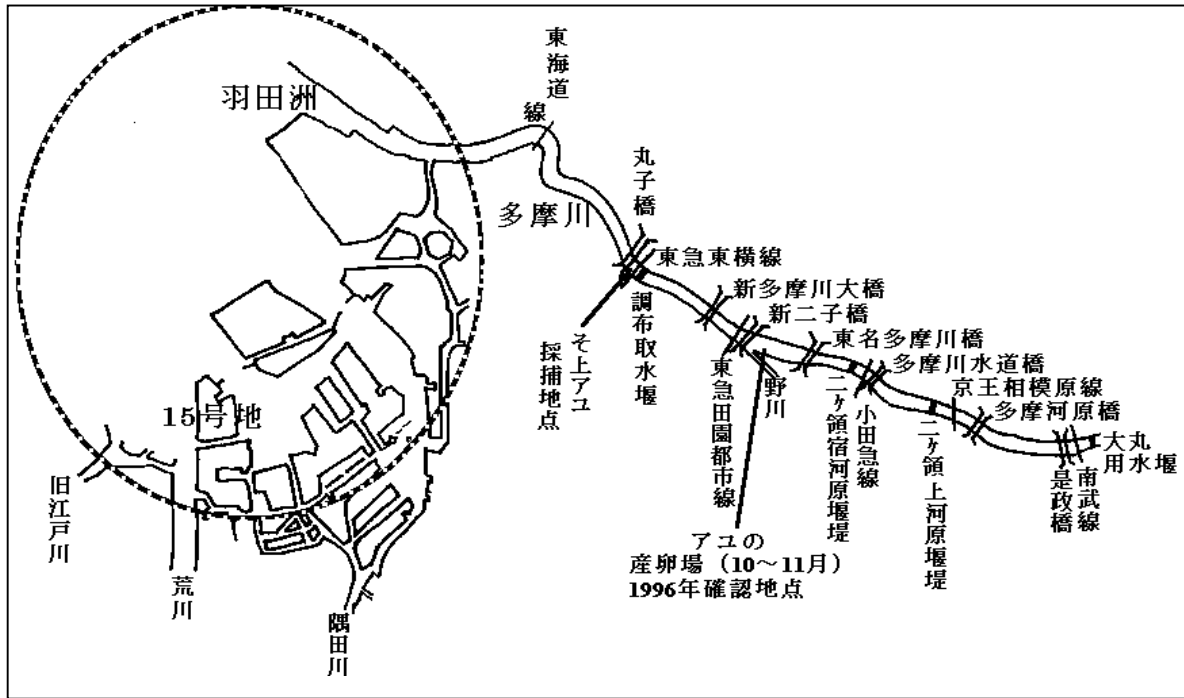 東海道線
羽田洲
丸子橋
多摩川
東急東横線
新多摩川大橋
新二子橋
東名多摩川橋
多摩川水道橋
京王相模原線
多摩河原橋
大丸用水堰
そ上アユ
採捕地点
調布取水堰
東急田園都市線
野川
二ヶ領宿河原堰堤
小田急線
二ヶ領上河原堰堤
是政橋
南武線
15号地
旧江戸川
荒川
隅田川
アユの
産卵場（10～11月）
1996年確認地点